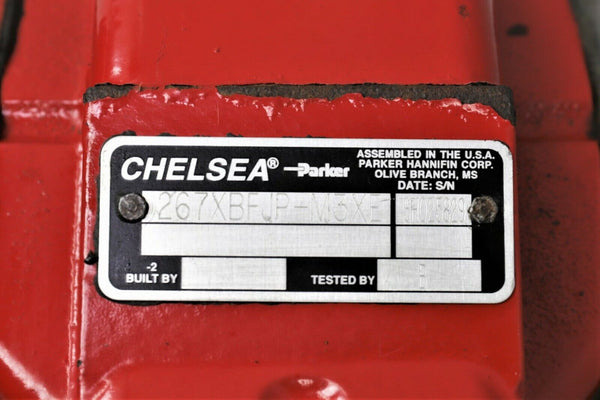 CHELSEA® Parker
ASSEMBLED IN THE U.S.A.
PARKER HANNIFIN CORP.
OLIVE BRANCH, MS
DATE: S/N
267XBFJP-M3XE
-2
BUILT BY
TESTED BY